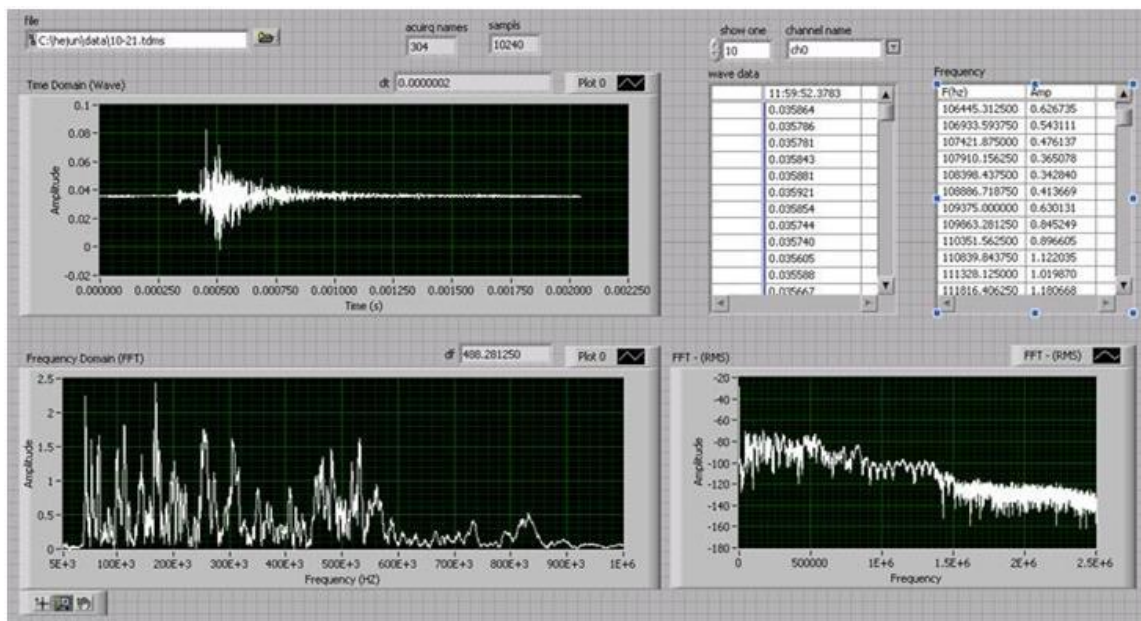 file
C:\hejun\data\10-21.tdms
acuirq names
304
sampls
10240
show one
10
channel name
ch0
Time Domain (Wave)
dt 0.0000002
Plot 0
0.1
0.08
0.06
0.04
0.02
0
-0.02
Amplitude
0.000000 0.000250 0.000500 0.000750 0.001000 0.001250 0.001500 0.001750 0.002000 0.002250
Time (s)
wave data
11:59:52.3783
0.035864
0.035786
0.035781
0.035843
0.035881
0.035921
0.035854
0.035744
0.035740
0.035605
0.035588
0.035667
Frequency
F(hz) Amp
106445.312500 0.626735
106933.593750 0.543111
107421.875000 0.476137
107910.156250 0.365078
108398.437500 0.342840
108886.718750 0.413669
109375.000000 0.630131
109863.281250 0.845249
110351.562500 0.896605
110839.843750 1.122035
111328.125000 1.019870
111816.406250 1.180668
Frequency Domain (FFT)
df 488.281250
Plot 0
2.5
2
1.5
1
0.5
0
Amplitude
5E+3 100E+3 200E+3 300E+3 400E+3 500E+3 600E+3 700E+3 800E+3 900E+3 1E+6
Frequency (HZ)
FFT - (RMS)
FFT - (RMS)
-20
-40
-60
-80
-100
-120
-140
-160
-180
Amplitude
0 500000 1E+6 1.5E+6 2E+6 2.5E+6
Frequency